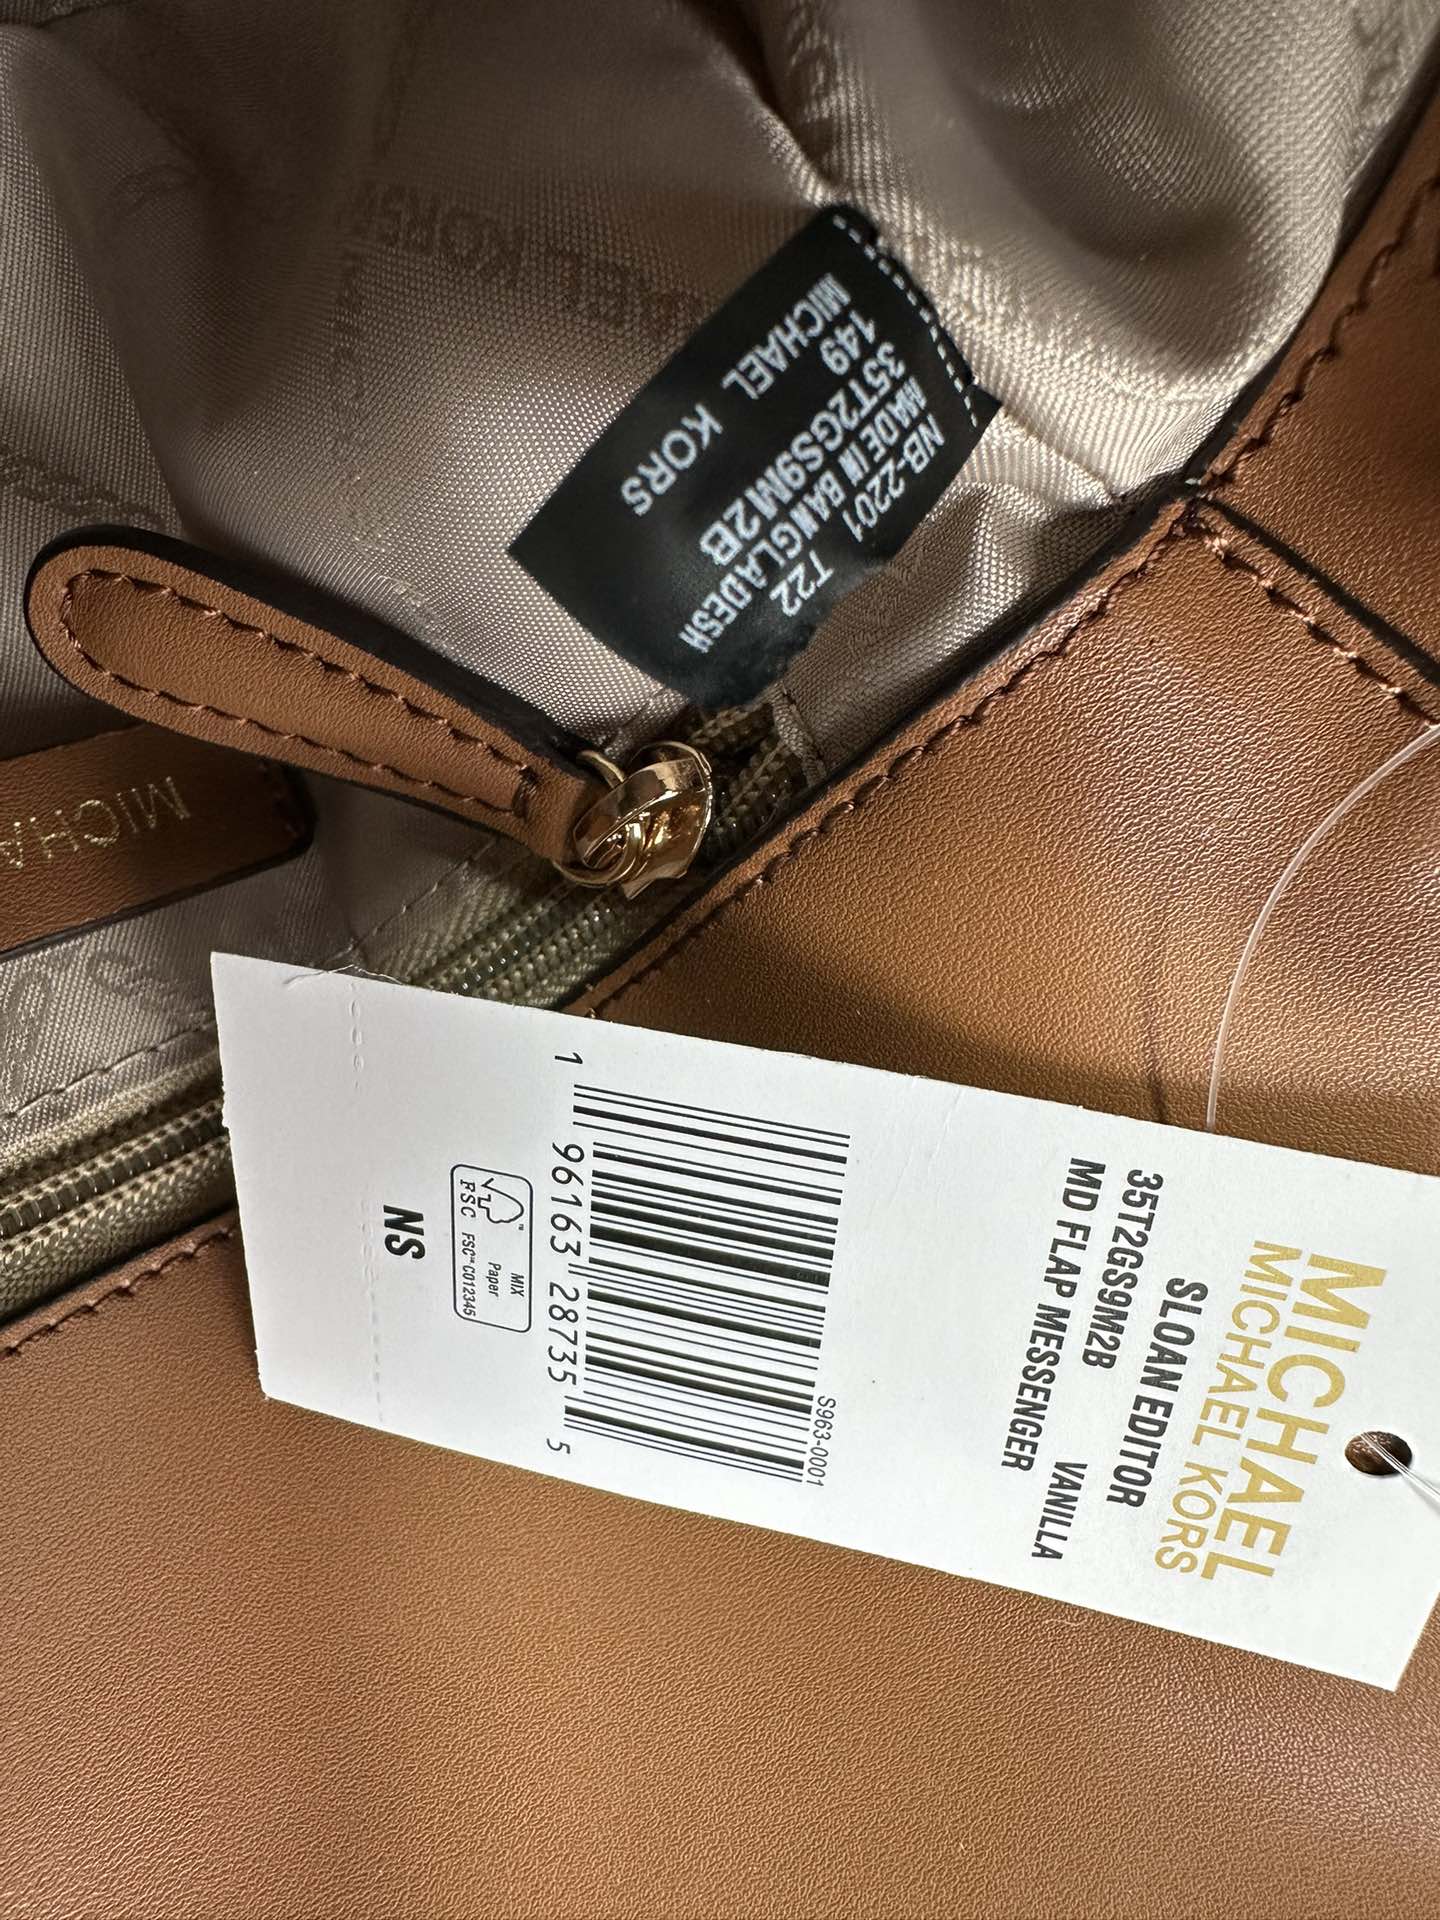 MICHAEL KORS
149
35T2GS9M2B
MADE IN BANGLADESH
NB-2201 T22
MICHA
MICHAEL
MICHAEL KORS
SLOAN EDITOR
35T2GS9M2B
MD FLAP MESSENGER VANILLA
S963-0001
1 96163 28735 5
FSC
MIX
Paper
FSC™ C012345
NS